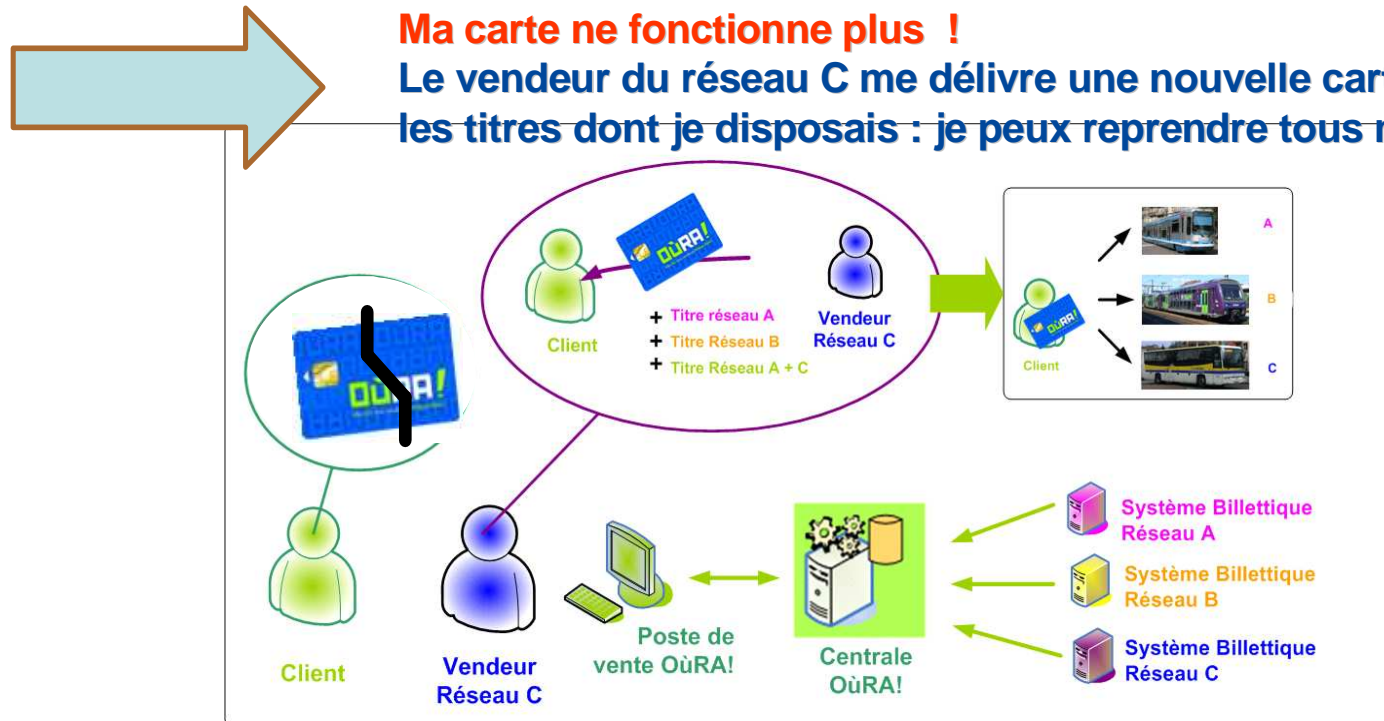 Ma carte ne fonctionne plus !
Le vendeur du réseau C me délivre une nouvelle car
les titres dont je disposais : je peux reprendre tous
OùRA!
Client
+ Titre réseau A
+ Titre Réseau B
+ Titre Réseau A + C
Vendeur
Réseau C
OùRA!
Client
A
B
C
OùRA!
Client
Vendeur
Réseau C
Poste de
vente OùRA!
Centrale
OùRA!
Système Billettique
Réseau A
Système Billettique
Réseau B
Système Billettique
Réseau C